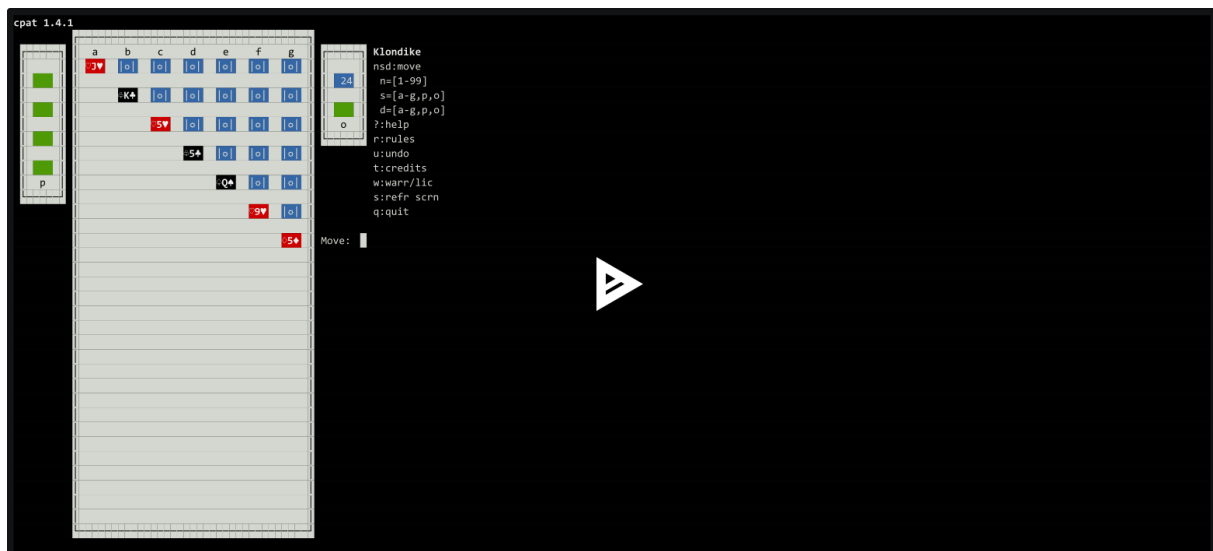 cpat 1.4.1
a b c d e f g
J♥ |o| |o| |o| |o| |o| |o|
K♣ |o| |o| |o| |o| |o|
5♥ |o| |o| |o| |o|
5♣ |o| |o| |o|
Q♠ |o| |o|
9♥ |o|
5♦
p
24
o
Klondike
nsd:move
n=[1-99]
s=[a-g,p,o]
d=[a-g,p,o]
?:help
r:rules
u:undo
t:credits
w:warr/lic
s:refr scrn
q:quit
Move: